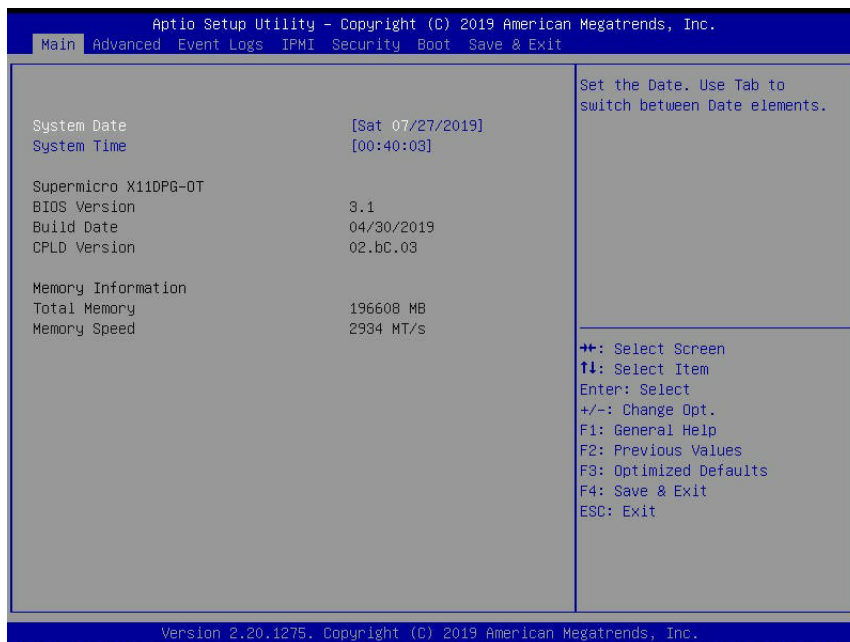 Aptio Setup Utility – Copyright (C) 2019 American Megatrends, Inc.
Main Advanced Event Logs IPMI Security Boot Save & Exit
Set the Date. Use Tab to
switch between Date elements.
System Date [Sat 07/27/2019]
System Time [00:40:03]
Supermicro X11DPG-OT
BIOS Version 3.1
Build Date 04/30/2019
CPLD Version 02.bC.03
Memory Information
Total Memory 196608 MB
Memory Speed 2934 MT/s
→←: Select Screen
↑↓: Select Item
Enter: Select
+/-: Change Opt.
F1: General Help
F2: Previous Values
F3: Optimized Defaults
F4: Save & Exit
ESC: Exit
Version 2.20.1275. Copyright (C) 2019 American Megatrends, Inc.